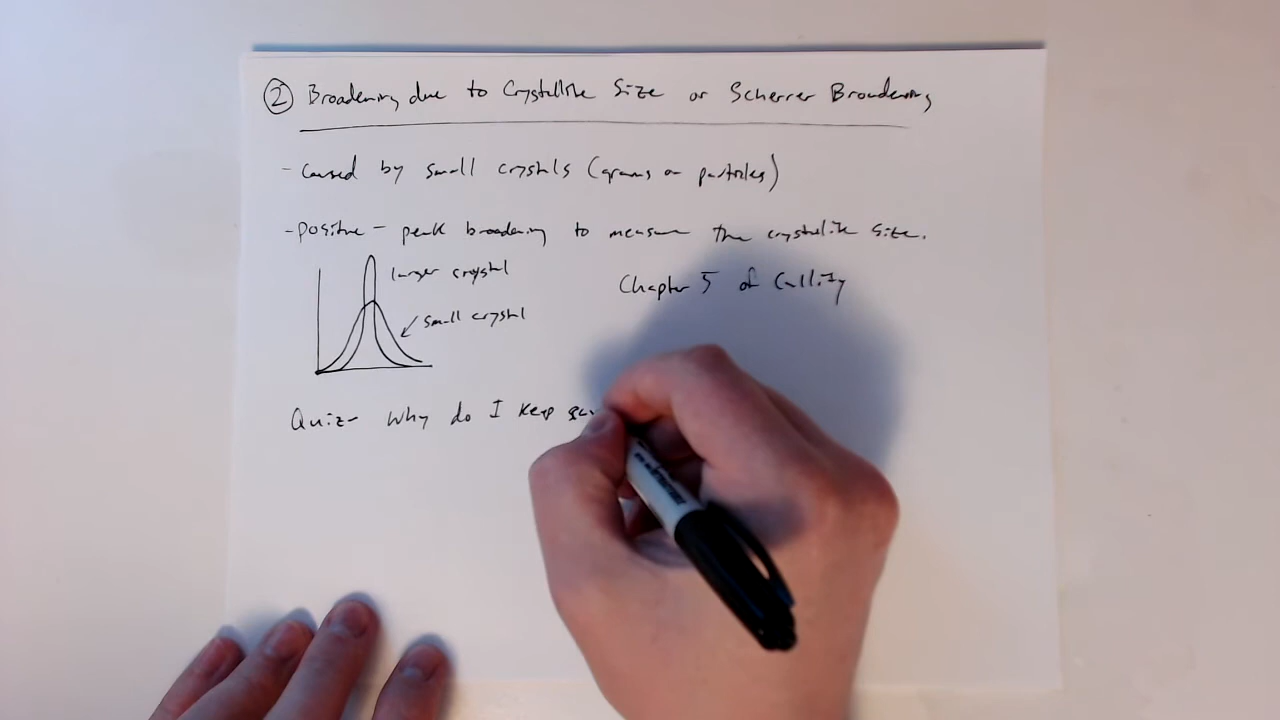 ② Broadening due to Crystallite Size or Scherrer Broadening
- Caused by small crystals (grains or particles)
- positive - peak broadening to measure the crystallite size.
larger crystal
Chapter 5 of Cullity
small crystal
Quiz - Why do I keep